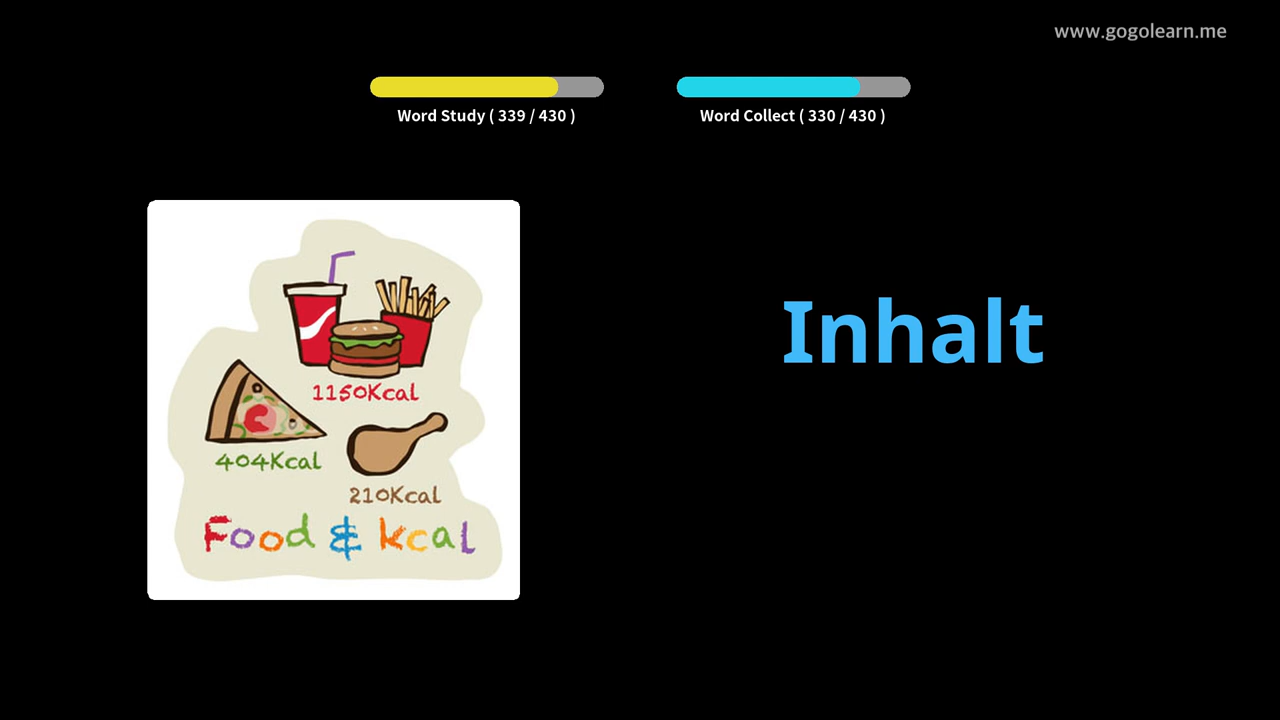 www.gogolearn.me
Word Study ( 339 / 430 )
Word Collect ( 330 / 430 )
Inhalt
1150Kcal
404Kcal
210Kcal
Food & kcal